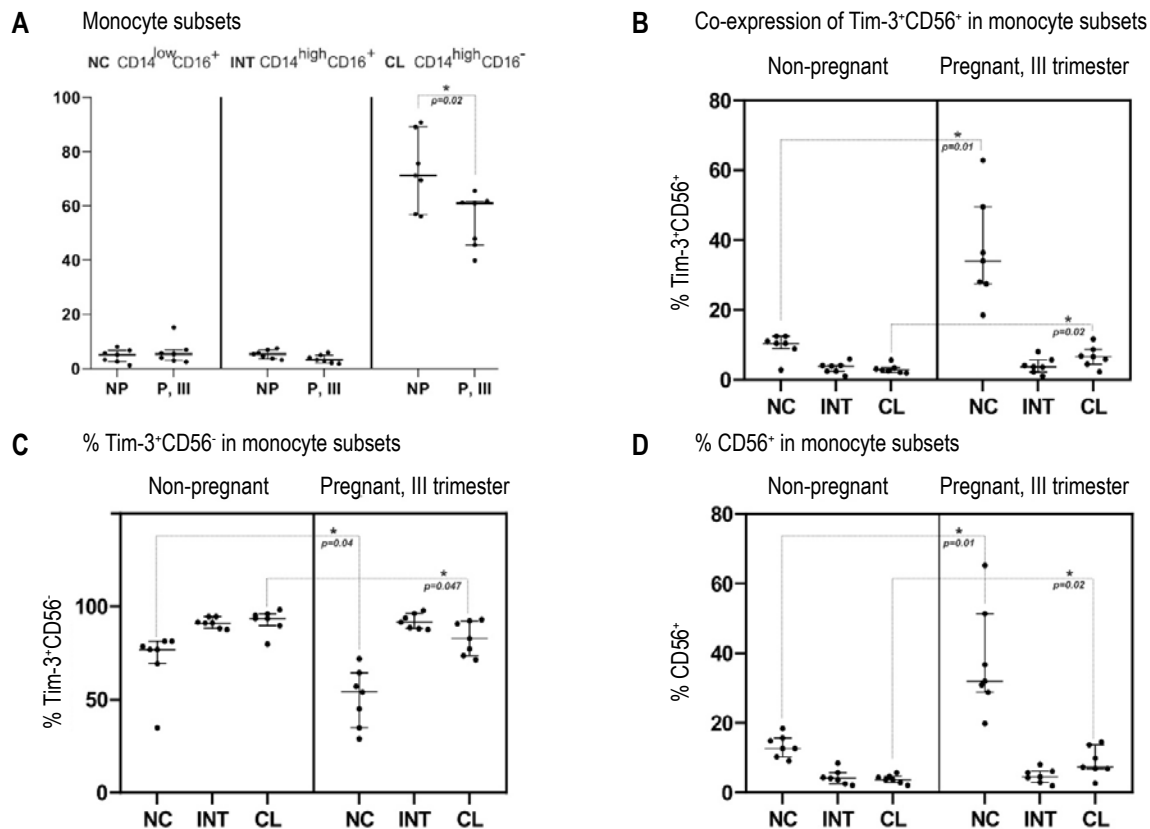 A Monocyte subsets
NC CD14lowCD16+ INT CD14highCD16+ CL CD14highCD16-
100
80
60
40
20
0
*
p=0.02
NP P, III NP P, III NP P, III
B Co-expression of Tim-3+CD56+ in monocyte subsets
Non-pregnant Pregnant, III trimester
% Tim-3+CD56+
80
60
40
20
0
*
p=0.01
*
p=0.02
NC INT CL NC INT CL
C % Tim-3+CD56- in monocyte subsets
Non-pregnant Pregnant, III trimester
% Tim-3+CD56-
100
50
0
*
p=0.04
*
p=0.047
NC INT CL NC INT CL
D % CD56+ in monocyte subsets
Non-pregnant Pregnant, III trimester
% CD56+
80
60
40
20
0
*
p=0.01
*
p=0.02
NC INT CL NC INT CL